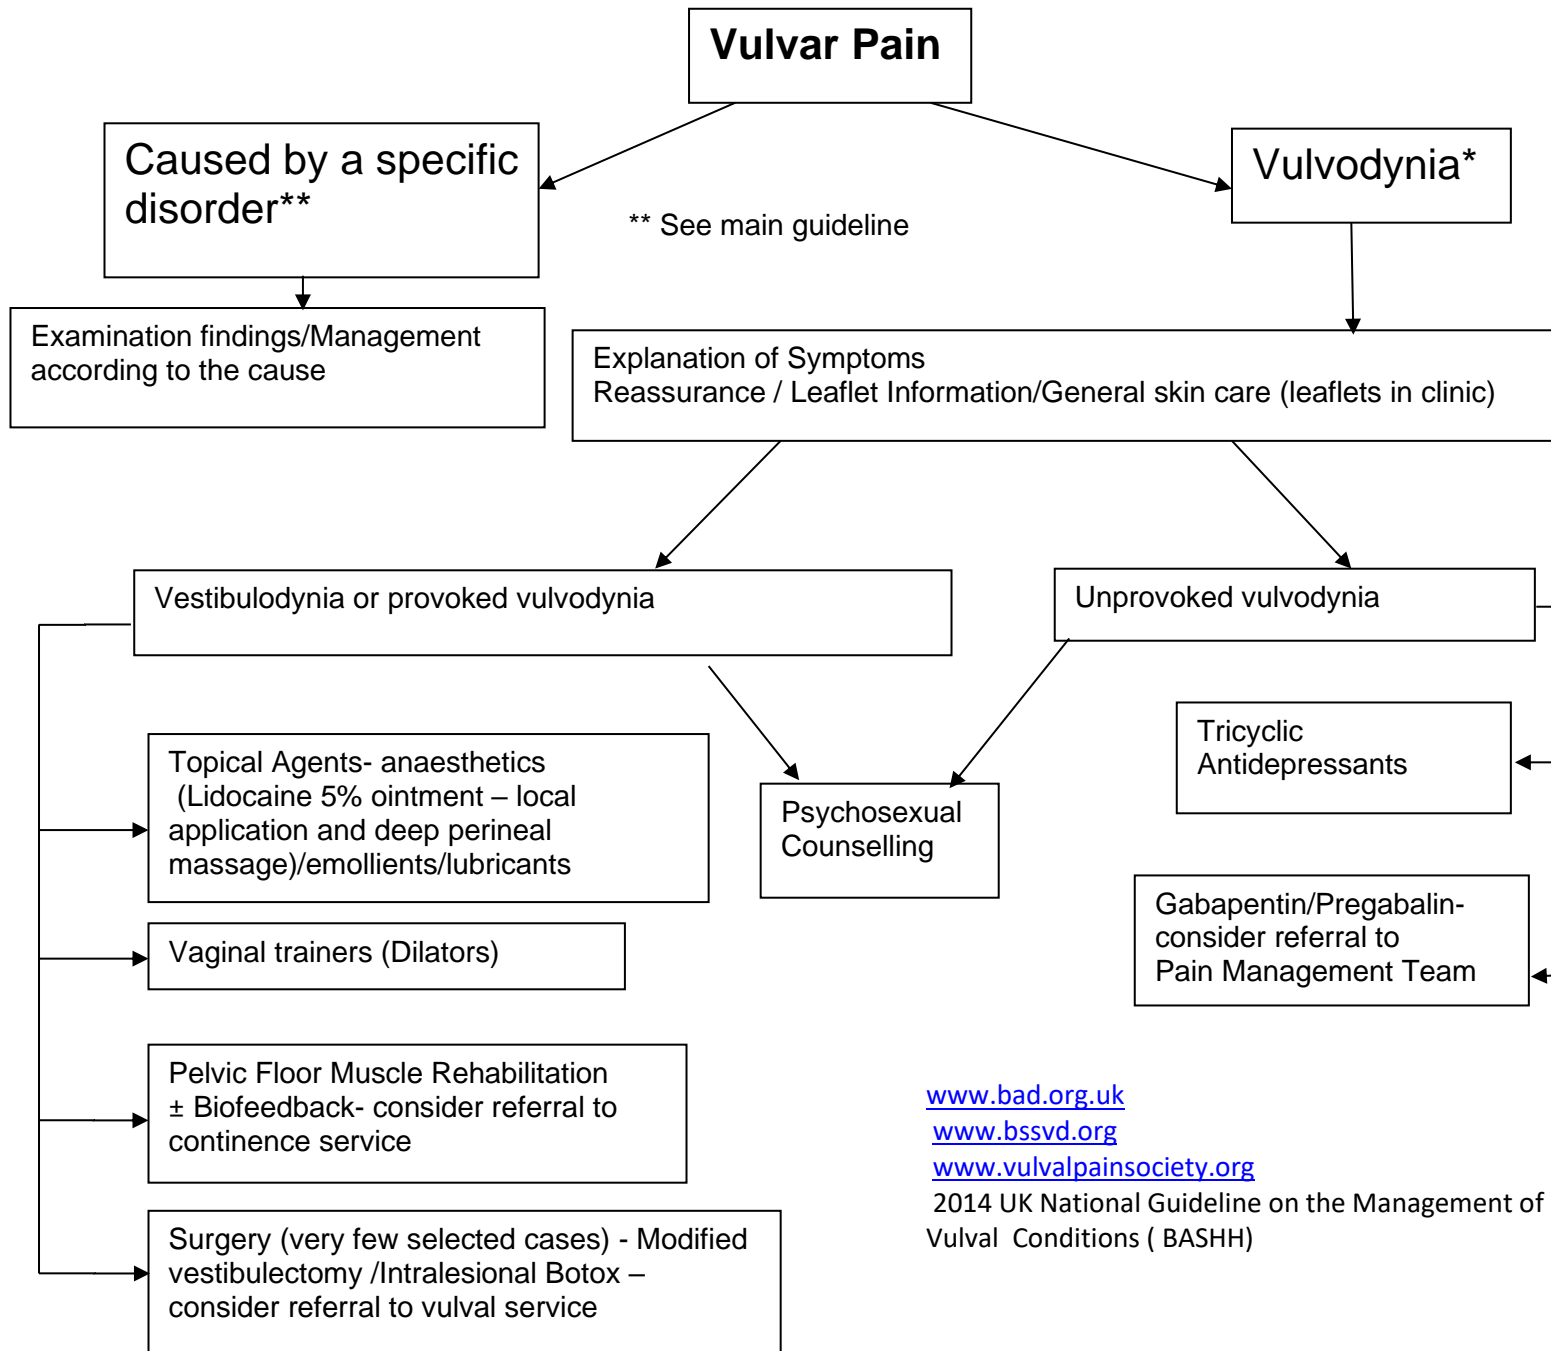 Vulvar Pain
Caused by a specific
disorder**
Vulvodynia*
** See main guideline
Examination findings/Management
according to the cause
Explanation of Symptoms
Reassurance / Leaflet Information/General skin care (leaflets in clinic)
Vestibulodynia or provoked vulvodynia
Unprovoked vulvodynia
Topical Agents- anaesthetics
(Lidocaine 5% ointment – local
application and deep perineal
massage)/emollients/lubricants
Psychosexual
Counselling
Tricyclic
Antidepressants
Gabapentin/Pregabalin-
consider referral to
Pain Management Team
Vaginal trainers (Dilators)
Pelvic Floor Muscle Rehabilitation
± Biofeedback- consider referral to
continence service
Surgery (very few selected cases) - Modified
vestibulectomy /Intralesional Botox –
consider referral to vulval service
www.bad.org.uk
www.bssvd.org
www.vulvalpainsociety.org
2014 UK National Guideline on the Management of
Vulval  Conditions ( BASHH)